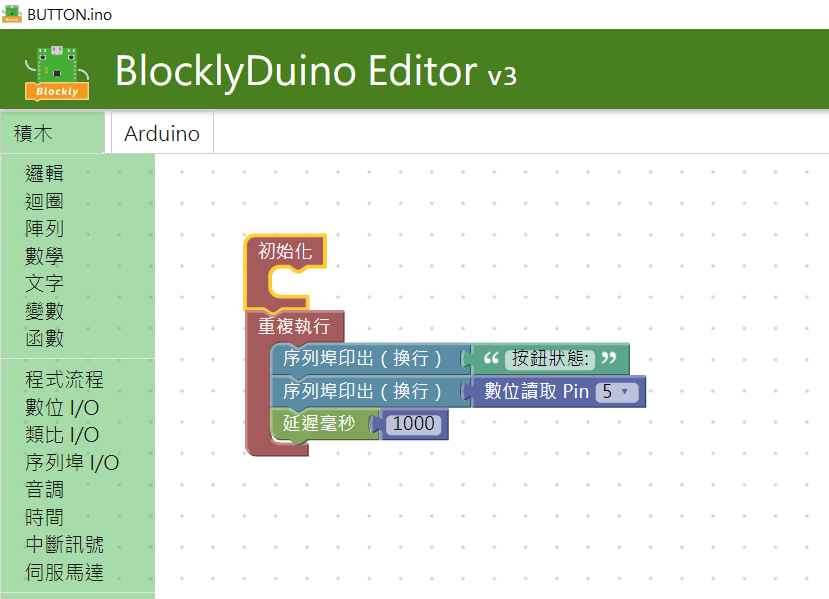 BUTTON.ino
BlocklyDuino Editor v3
Blockly
積木
Arduino
邏輯
迴圈
陣列
數學
文字
變數
函數
程式流程
數位 I/O
類比 I/O
序列埠 I/O
音調
時間
中斷訊號
伺服馬達
初始化
重複執行
序列埠印出（換行） “ 按鈕狀態: ”
序列埠印出（換行） 數位讀取 Pin 5
延遲毫秒 1000